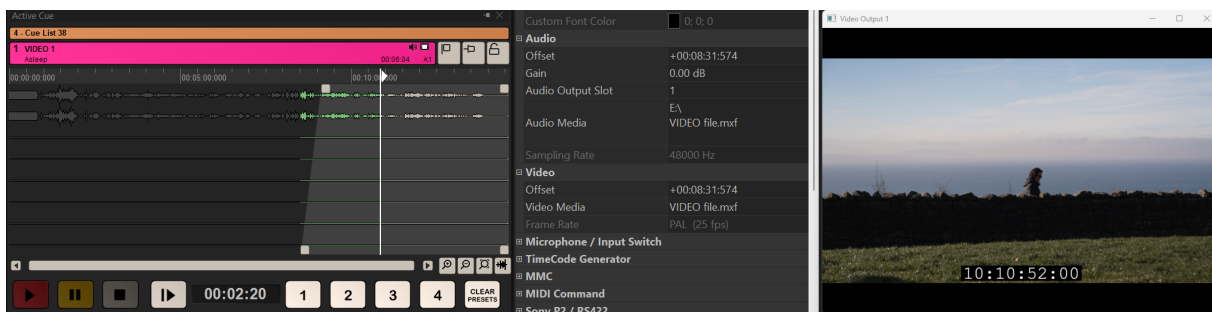 Active Cue
4 - Cue List 38
1 VIDEO 1
Asleep
00:06:04 A1
00:00:00:000
00:05:00:000
00:10:00:000
00:02:20
1
2
3
4
CLEAR
PRESETS
Custom Font Color
0; 0; 0
Audio
Offset
+00:08:31:574
Gain
0.00 dB
Audio Output Slot
1
Audio Media
E:\
VIDEO file.mxf
Sampling Rate
48000 Hz
Video
Offset
+00:08:31:574
Video Media
VIDEO file.mxf
Frame Rate
PAL (25 fps)
Microphone / Input Switch
TimeCode Generator
MMC
MIDI Command
Sony P2 / RS422
Video Output 1
10:10:52:00